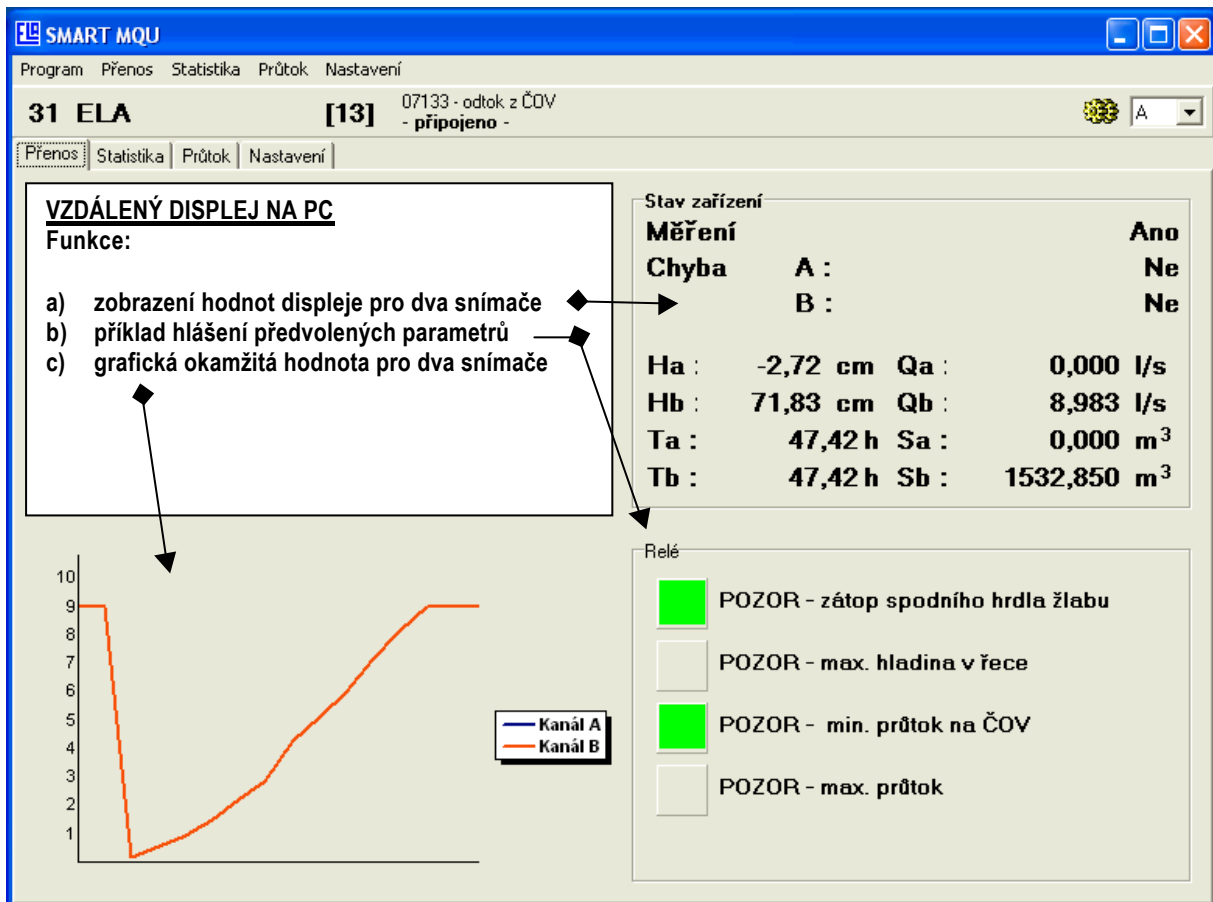 ELA SMART MQU
Program Přenos Statistika Průtok Nastavení
31 ELA [13] 07133 - odtok z ČOV
- připojeno -
A
Přenos Statistika Průtok Nastavení
VZDÁLENÝ DISPLEJ NA PC
Funkce:
a) zobrazení hodnot displeje pro dva snímače
b) příklad hlášení předvolených parametrů
c) grafická okamžitá hodnota pro dva snímače
Stav zařízení
Měření Ano
Chyba A : Ne
B : Ne
Ha : -2,72 cm Qa : 0,000 l/s
Hb : 71,83 cm Qb : 8,983 l/s
Ta : 47,42 h Sa : 0,000 m³
Tb : 47,42 h Sb : 1532,850 m³
10
9
8
7
6
5
4
3
2
1
Kanál A
Kanál B
Relé
POZOR - zátop spodního hrdla žlabu
POZOR - max. hladina v řece
POZOR - min. průtok na ČOV
POZOR - max. průtok